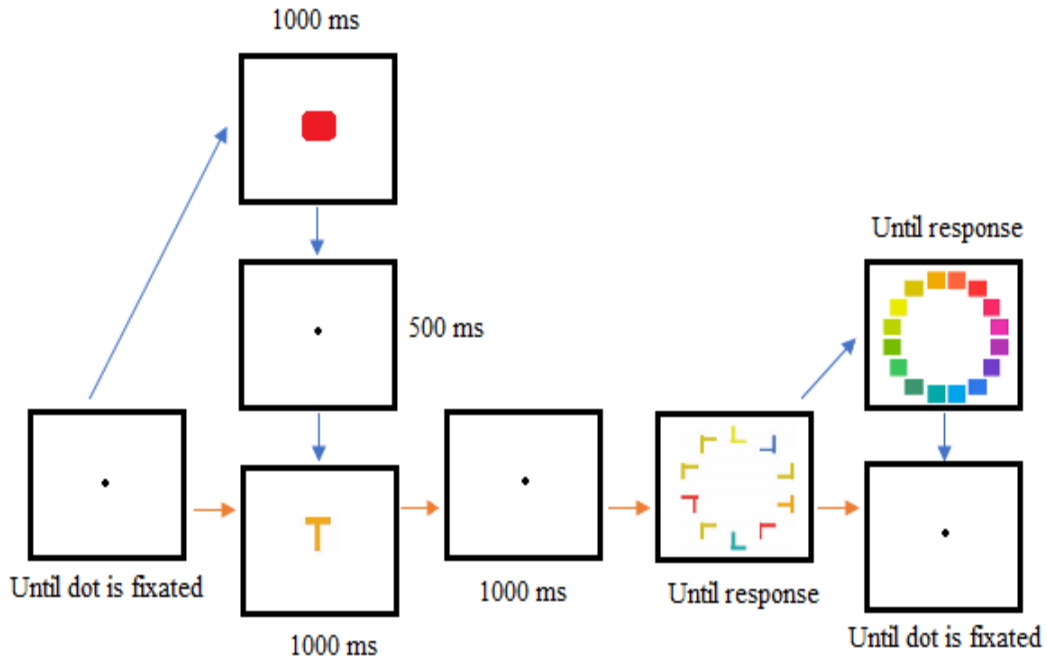 1000 ms
500 ms
Until dot is fixated
1000 ms
1000 ms
Until response
Until response
Until dot is fixated